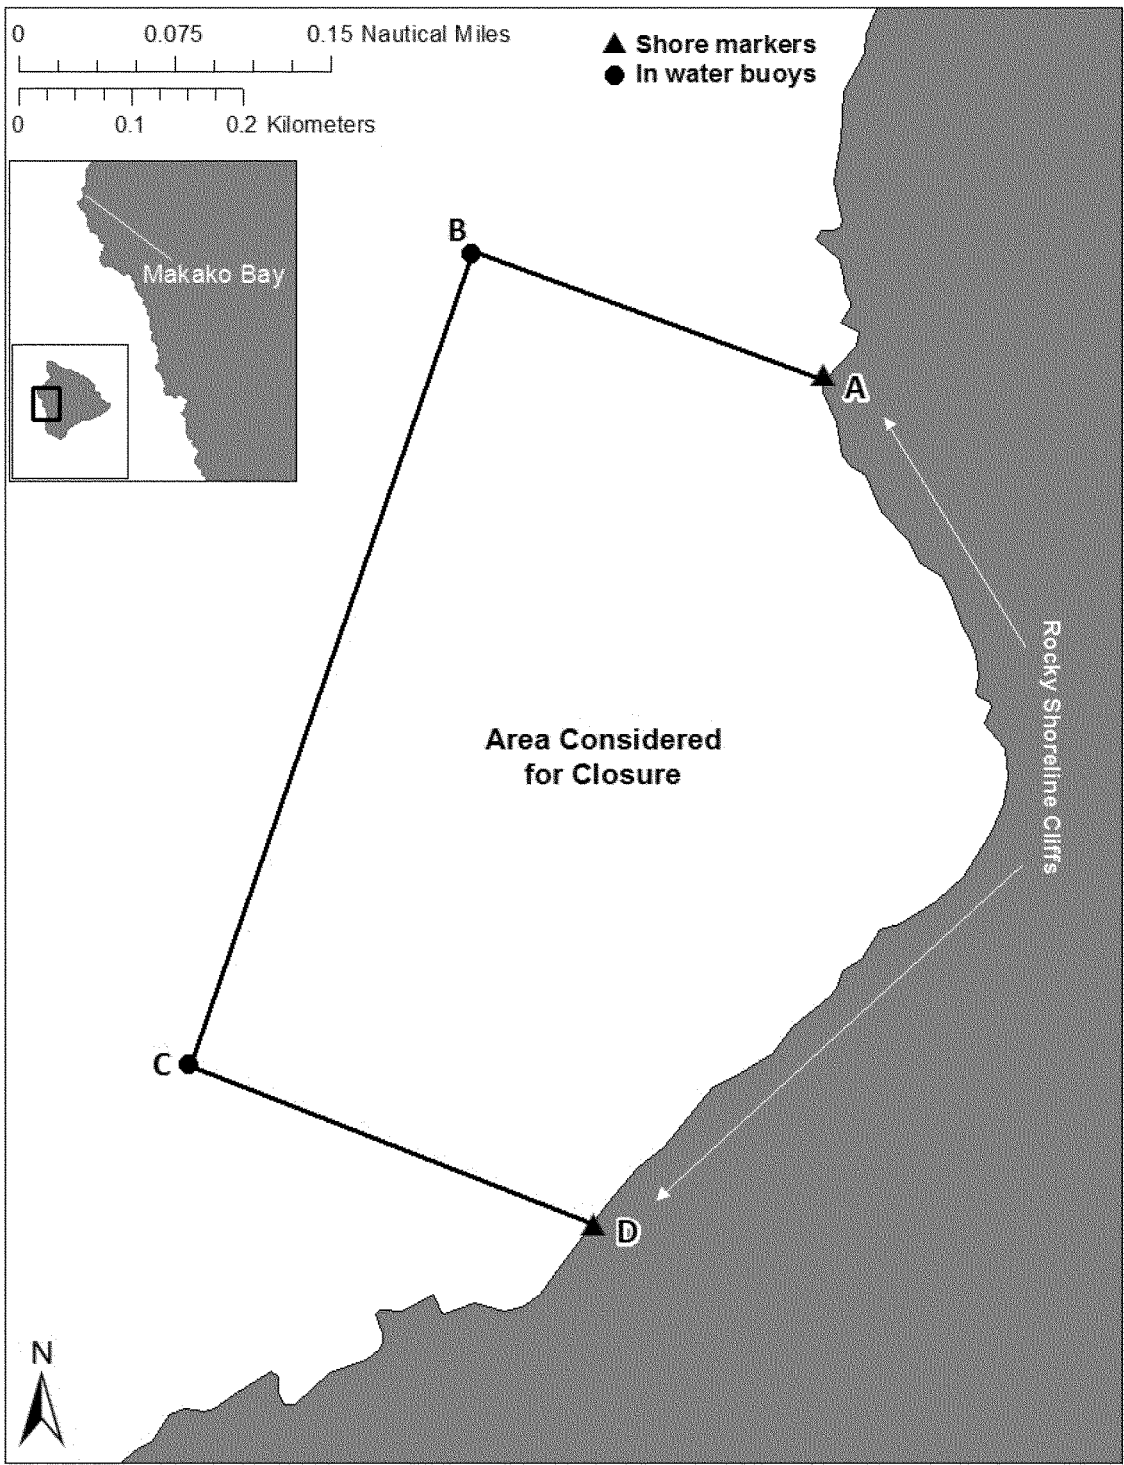 0 0.075 0.15 Nautical Miles
0 0.1 0.2 Kilometers
Shore markers
In water buoys
Makako Bay
B
A
Rocky Shoreline Cliffs
Area Considered
for Closure
C
D
N